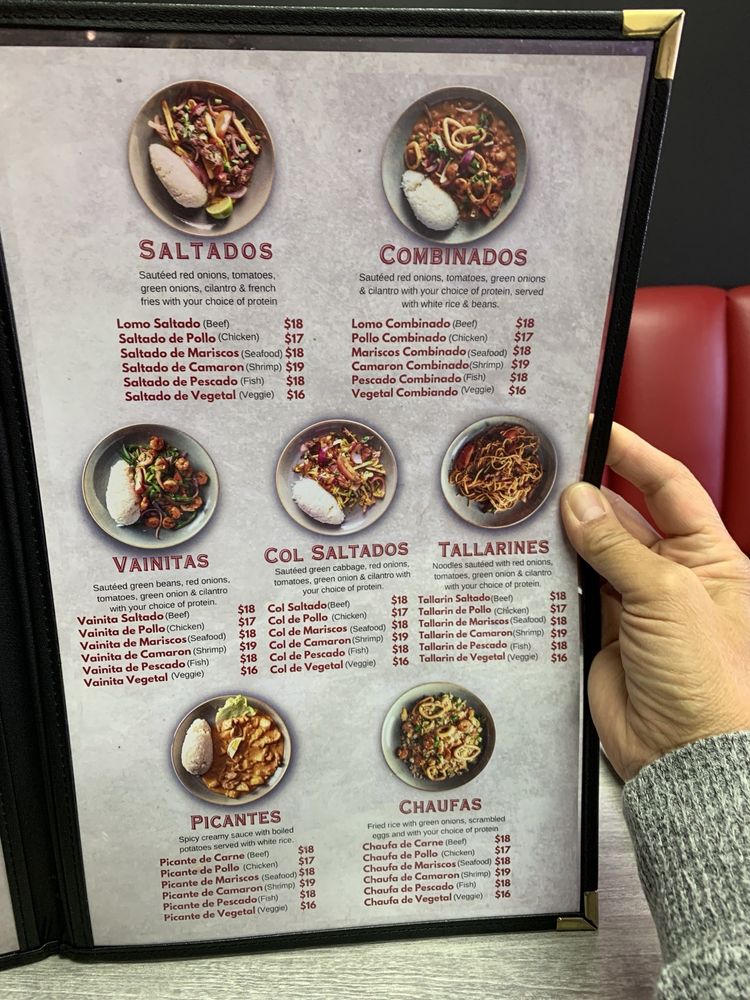 SALTADOS
Sautéed red onions, tomatoes,
green onions, cilantro & french
fries with your choice of protein
Lomo Saltado (Beef) $18
Saltado de Pollo (Chicken) $17
Saltado de Mariscos (Seafood) $18
Saltado de Camaron (Shrimp) $19
Saltado de Pescado (Fish) $18
Saltado de Vegetal (Veggie) $16
COMBINADOS
Sautéed red onions, tomatoes, green onions
& cilantro with your choice of protein, served
with white rice & beans.
Lomo Combinado (Beef) $18
Pollo Combinado (Chicken) $17
Mariscos Combinado (Seafood) $18
Camaron Combinado (Shrimp) $19
Pescado Combinado (Fish) $18
Vegetal Combiando (Veggie) $16
VAINITAS
Sautéed green beans, red onions,
tomatoes, green onion & cilantro
with your choice of protein.
Vainita Saltado (Beef) $18
Vainita de Pollo (Chicken) $17
Vainita de Mariscos (Seafood) $18
Vainita de Camaron (Shrimp) $19
Vainita de Pescado (Fish) $18
Vainita Vegetal (Veggie) $16
COL SALTADOS
Sautéed green cabbage, red onions,
tomatoes, green onion & cilantro with
your choice of protein.
Col Saltado (Beef) $18
Col de Pollo (Chicken) $17
Col de Mariscos (Seafood) $18
Col de Camaron (Shrimp) $19
Col de Pescado (Fish) $18
Col de Vegetal (Veggie) $16
TALLARINES
Noodles sautéed with red onions,
tomatoes, green onion & cilantro
with your choice of protein.
Tallarin Saltado (Beef) $18
Tallarin de Pollo (Chicken) $17
Tallarin de Mariscos (Seafood) $18
Tallarin de Camaron (Shrimp) $19
Tallarin de Pescado (Fish) $18
Tallarin de Vegetal (Veggie) $16
PICANTES
Spicy creamy sauce with boiled
potatoes served with white rice.
Picante de Carne (Beef) $18
Picante de Pollo (Chicken) $17
Picante de Mariscos (Seafood) $18
Picante de Camaron (Shrimp) $19
Picante de Pescado (Fish) $18
Picante de Vegetal (Veggie) $16
CHAUFAS
Fried rice with green onions, scrambled
eggs and with your choice of protein
Chaufa de Carne (Beef) $18
Chaufa de Pollo (Chicken) $17
Chaufa de Mariscos (Seafood) $18
Chaufa de Camaron (Shrimp) $19
Chaufa de Pescado (Fish) $18
Chaufa de Vegetal (Veggie) $16